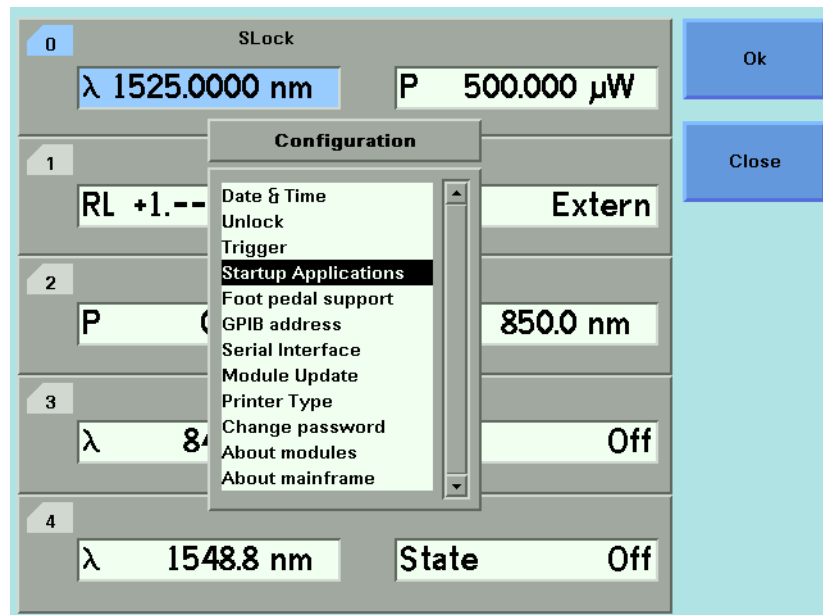 0
SLock
λ 1525.0000 nm
P 500.000 µW
Ok
Close
Configuration
Date & Time
Unlock
Trigger
Startup Applications
Foot pedal support
GPIB address
Serial Interface
Module Update
Printer Type
Change password
About modules
About mainframe
1
RL +1.--
Extern
2
P
850.0 nm
3
λ 84
Off
4
λ 1548.8 nm
State Off